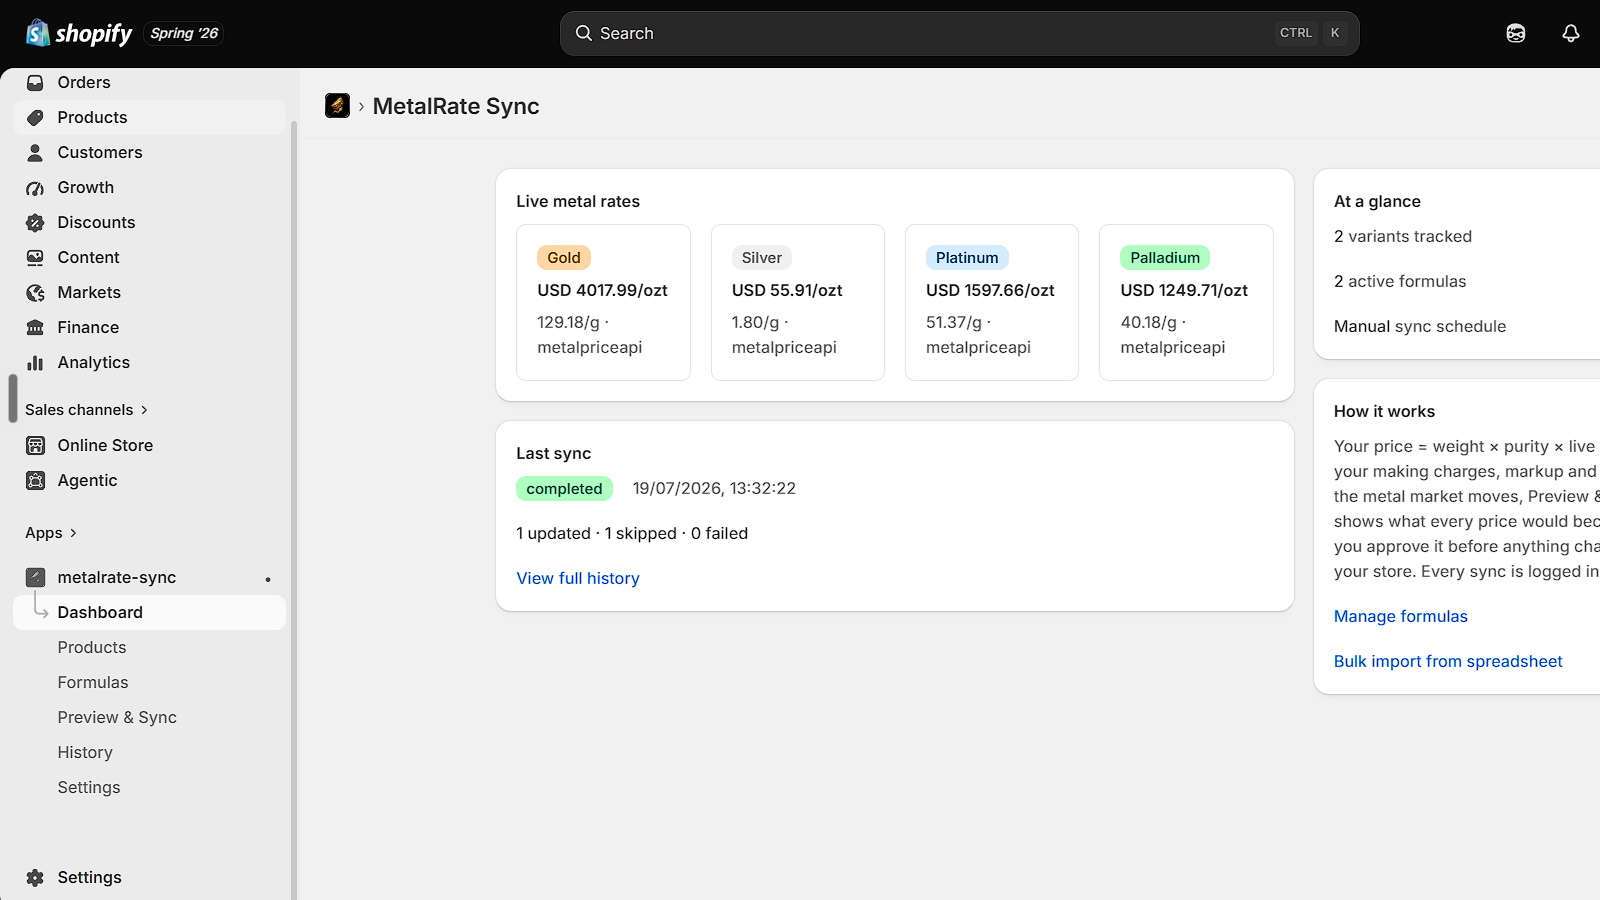 shopify Spring '26
Search
CTRL K
Orders
Products
Customers
Growth
Discounts
Content
Markets
Finance
Analytics
Sales channels
Online Store
Agentic
Apps
metalrate-sync
Dashboard
Products
Formulas
Preview & Sync
History
Settings
Settings
MetalRate Sync
Live metal rates
Gold
USD 4017.99/ozt
129.18/g ·
metalpriceapi
Silver
USD 55.91/ozt
1.80/g ·
metalpriceapi
Platinum
USD 1597.66/ozt
51.37/g ·
metalpriceapi
Palladium
USD 1249.71/ozt
40.18/g ·
metalpriceapi
Last sync
completed 19/07/2026, 13:32:22
1 updated · 1 skipped · 0 failed
View full history
At a glance
2 variants tracked
2 active formulas
Manual sync schedule
How it works
Your price = weight × purity × live
your making charges, markup and
the metal market moves, Preview &
shows what every price would bec
you approve it before anything cha
your store. Every sync is logged in
Manage formulas
Bulk import from spreadsheet